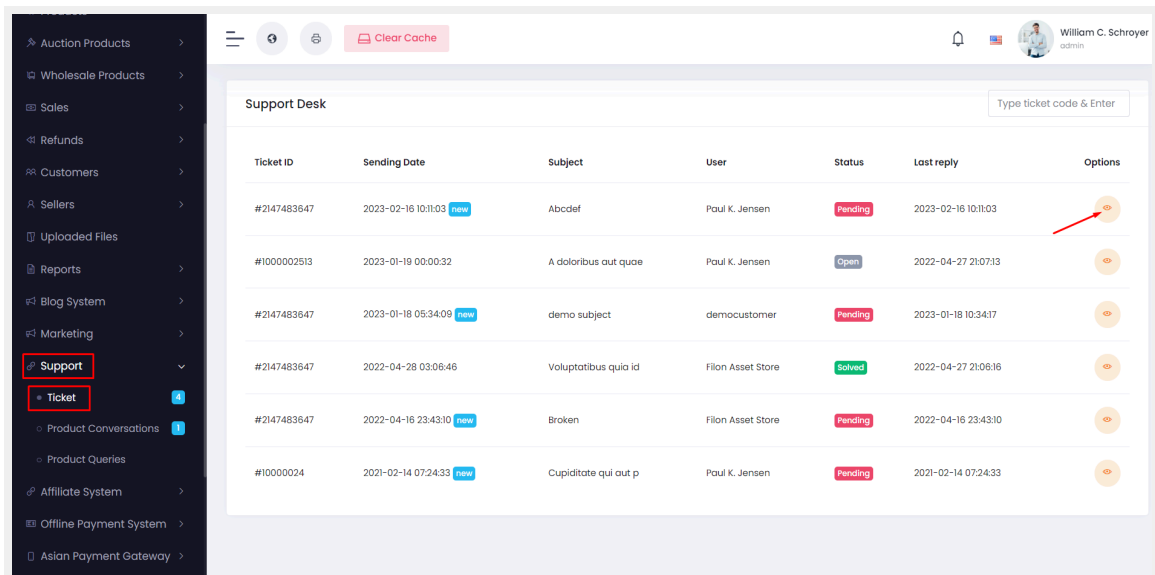 Auction Products
Wholesale Products
Sales
Refunds
Customers
Sellers
Uploaded Files
Reports
Blog System
Marketing
Support
Ticket 4
Product Conversations 1
Product Queries
Affiliate System
Offline Payment System
Asian Payment Gateway
Clear Cache
William C. Schroyer
admin
Support Desk
Type ticket code & Enter
Ticket ID Sending Date Subject User Status Last reply Options
#2147483647 2023-02-16 10:11:03 new Abcdef Paul K. Jensen Pending 2023-02-16 10:11:03
#1000002513 2023-01-19 00:00:32 A doloribus aut quae Paul K. Jensen Open 2022-04-27 21:07:13
#2147483647 2023-01-18 05:34:09 new demo subject democustomer Pending 2023-01-18 10:34:17
#2147483647 2022-04-28 03:06:46 Voluptatibus quia id Filon Asset Store Solved 2022-04-27 21:06:16
#2147483647 2022-04-16 23:43:10 new Broken Filon Asset Store Pending 2022-04-16 23:43:10
#10000024 2021-02-14 07:24:33 new Cupiditate qui aut p Paul K. Jensen Pending 2021-02-14 07:24:33